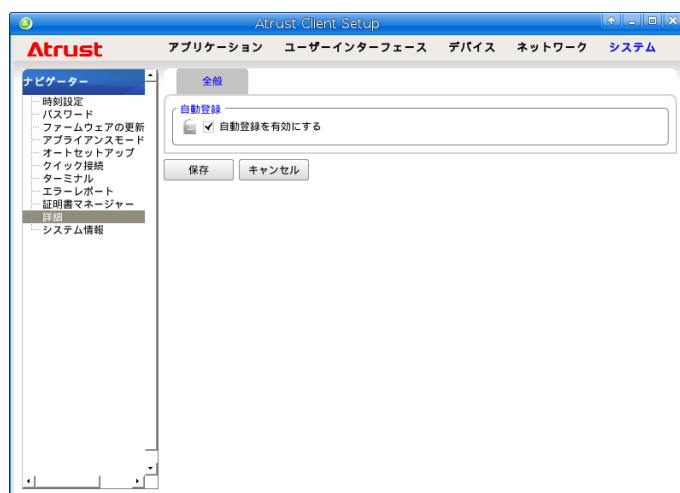 Atrust Client Setup
Atrust
アプリケーション ユーザーインターフェース デバイス ネットワーク システム
ナビゲーター
時刻設定
パスワード
ファームウェアの更新
アプライアンスモード
オートセットアップ
クイック接続
ターミナル
エラーレポート
証明書マネージャー
詳細
システム情報
全般
自動登録
自動登録を有効にする
保存 キャンセル